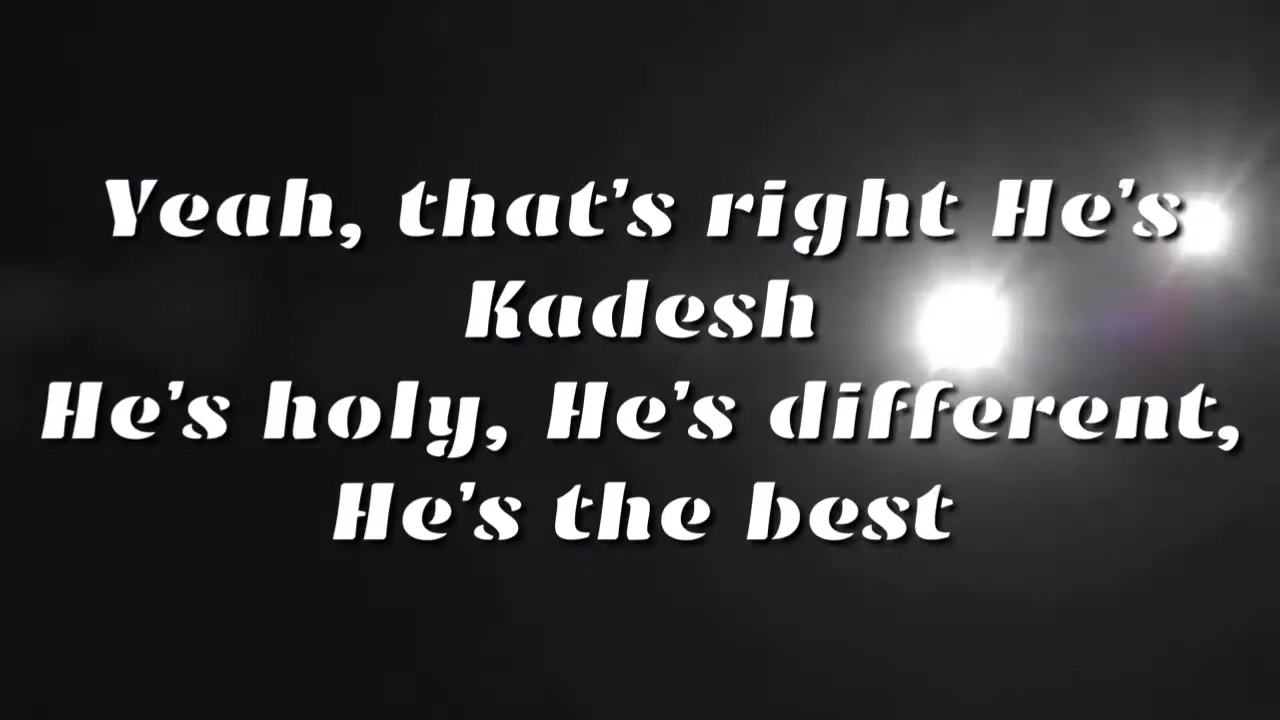 Yeah, that's right He's
Kadesh
He's holy, He's different,
He's the best